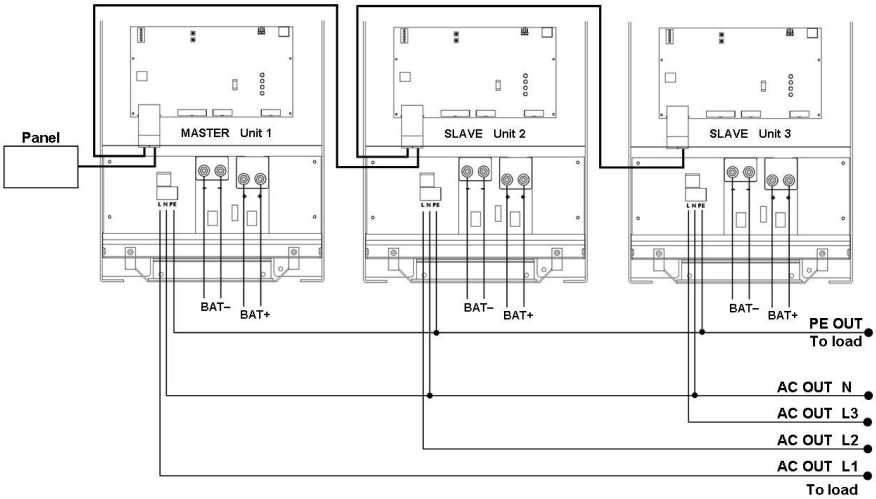 Panel
MASTER Unit 1
SLAVE Unit 2
SLAVE Unit 3
L N PE
L N PE
L N PE
BAT–
BAT+
BAT–
BAT+
BAT–
BAT+
PE OUT
To load
AC OUT N
AC OUT L3
AC OUT L2
AC OUT L1
To load